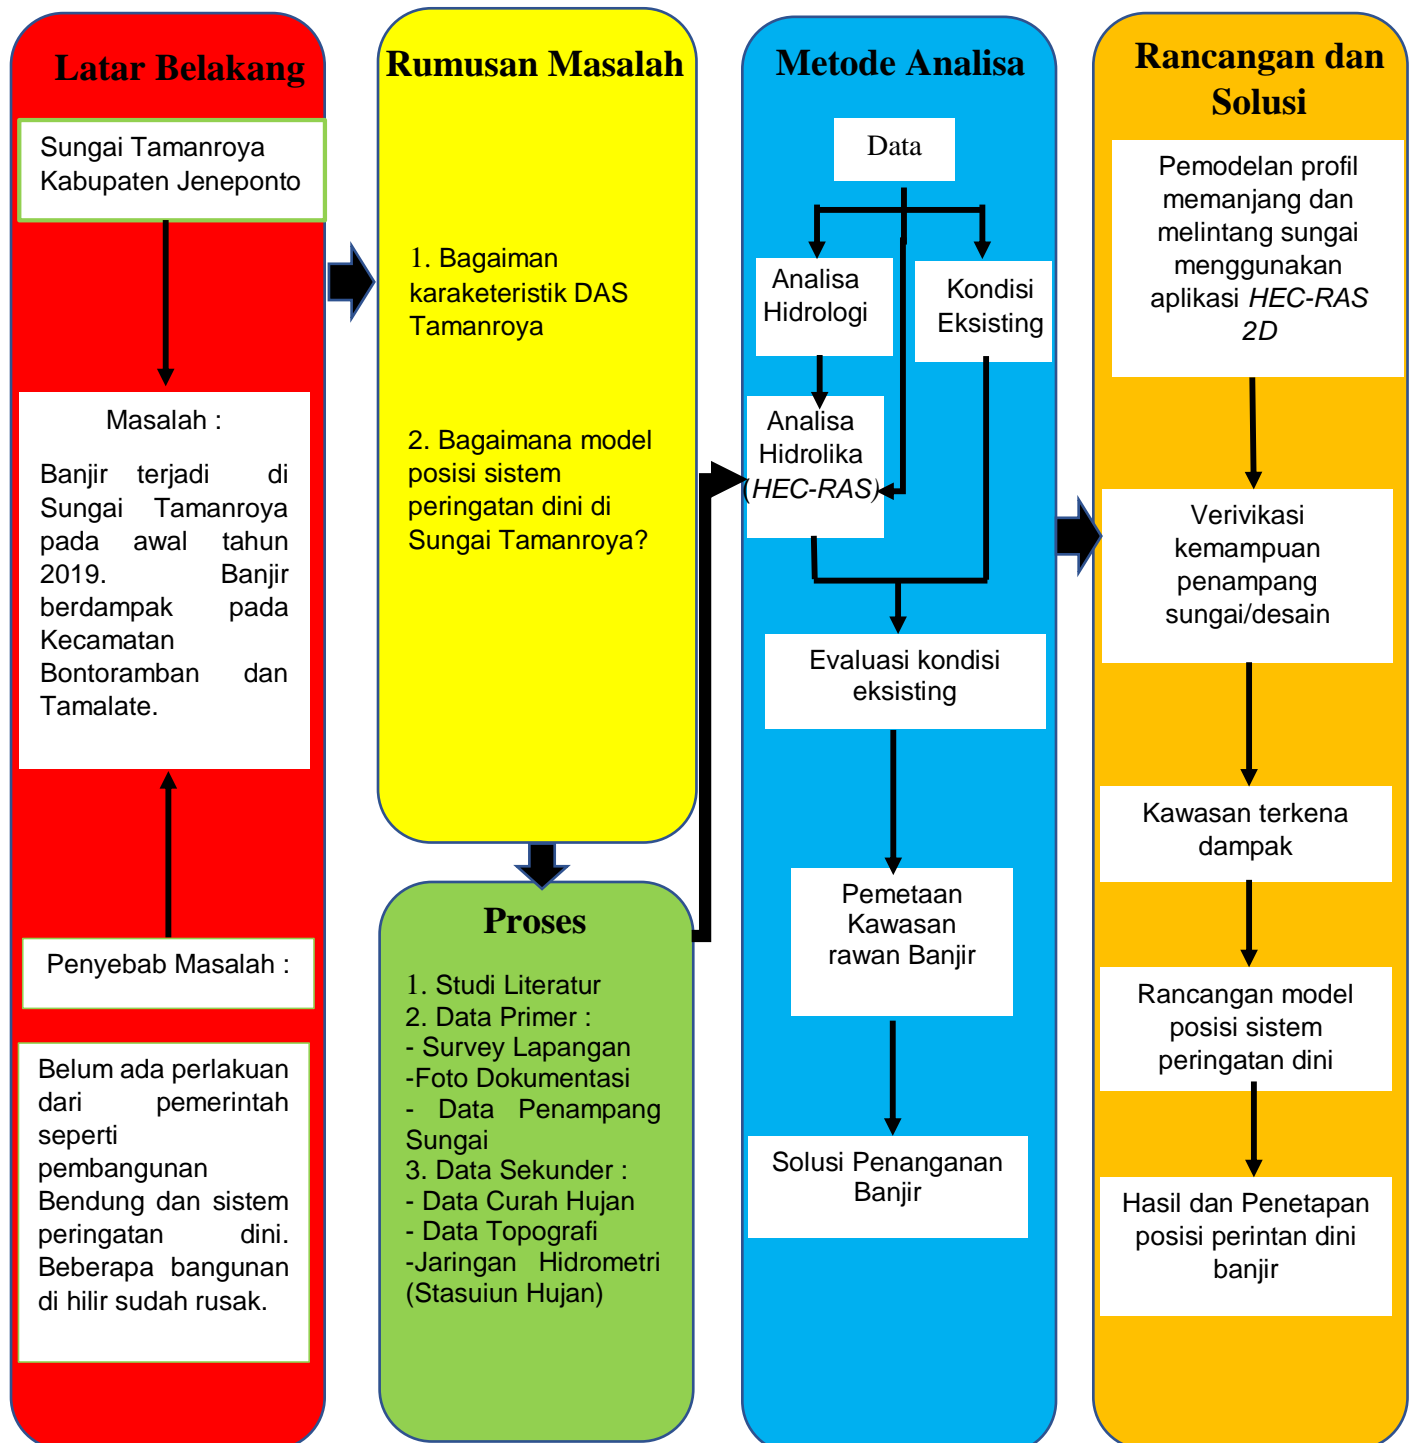 Latar Belakang
Sungai Tamanroya
Kabupaten Jeneponto
Masalah :
Banjir terjadi di
Sungai Tamanroya
pada awal tahun
2019. Banjir
berdampak pada
Kecamatan
Bontoramban dan
Tamalate.
Penyebab Masalah :
Belum ada perlakuan
dari pemerintah
seperti
pembangunan
Bendung dan sistem
peringatan dini.
Beberapa bangunan
di hilir sudah rusak.
Rumusan Masalah
1. Bagaiman
karaketeristik DAS
Tamanroya
2. Bagaimana model
posisi sistem
peringatan dini di
Sungai Tamanroya?
Proses
1. Studi Literatur
2. Data Primer :
- Survey Lapangan
-Foto Dokumentasi
- Data Penampang
Sungai
3. Data Sekunder :
- Data Curah Hujan
- Data Topografi
-Jaringan Hidrometri
(Stasuiun Hujan)
Metode Analisa
Data
Analisa
Hidrologi
Kondisi
Eksisting
Analisa
Hidrolika
(HEC-RAS)
Evaluasi kondisi
eksisting
Pemetaan
Kawasan
rawan Banjir
Solusi Penanganan
Banjir
Rancangan dan
Solusi
Pemodelan profil
memanjang dan
melintang sungai
menggunakan
aplikasi HEC-RAS
2D
Verivikasi
kemampuan
penampang
sungai/desain
Kawasan terkena
dampak
Rancangan model
posisi sistem
peringatan dini
Hasil dan Penetapan
posisi perintan dini
banjir